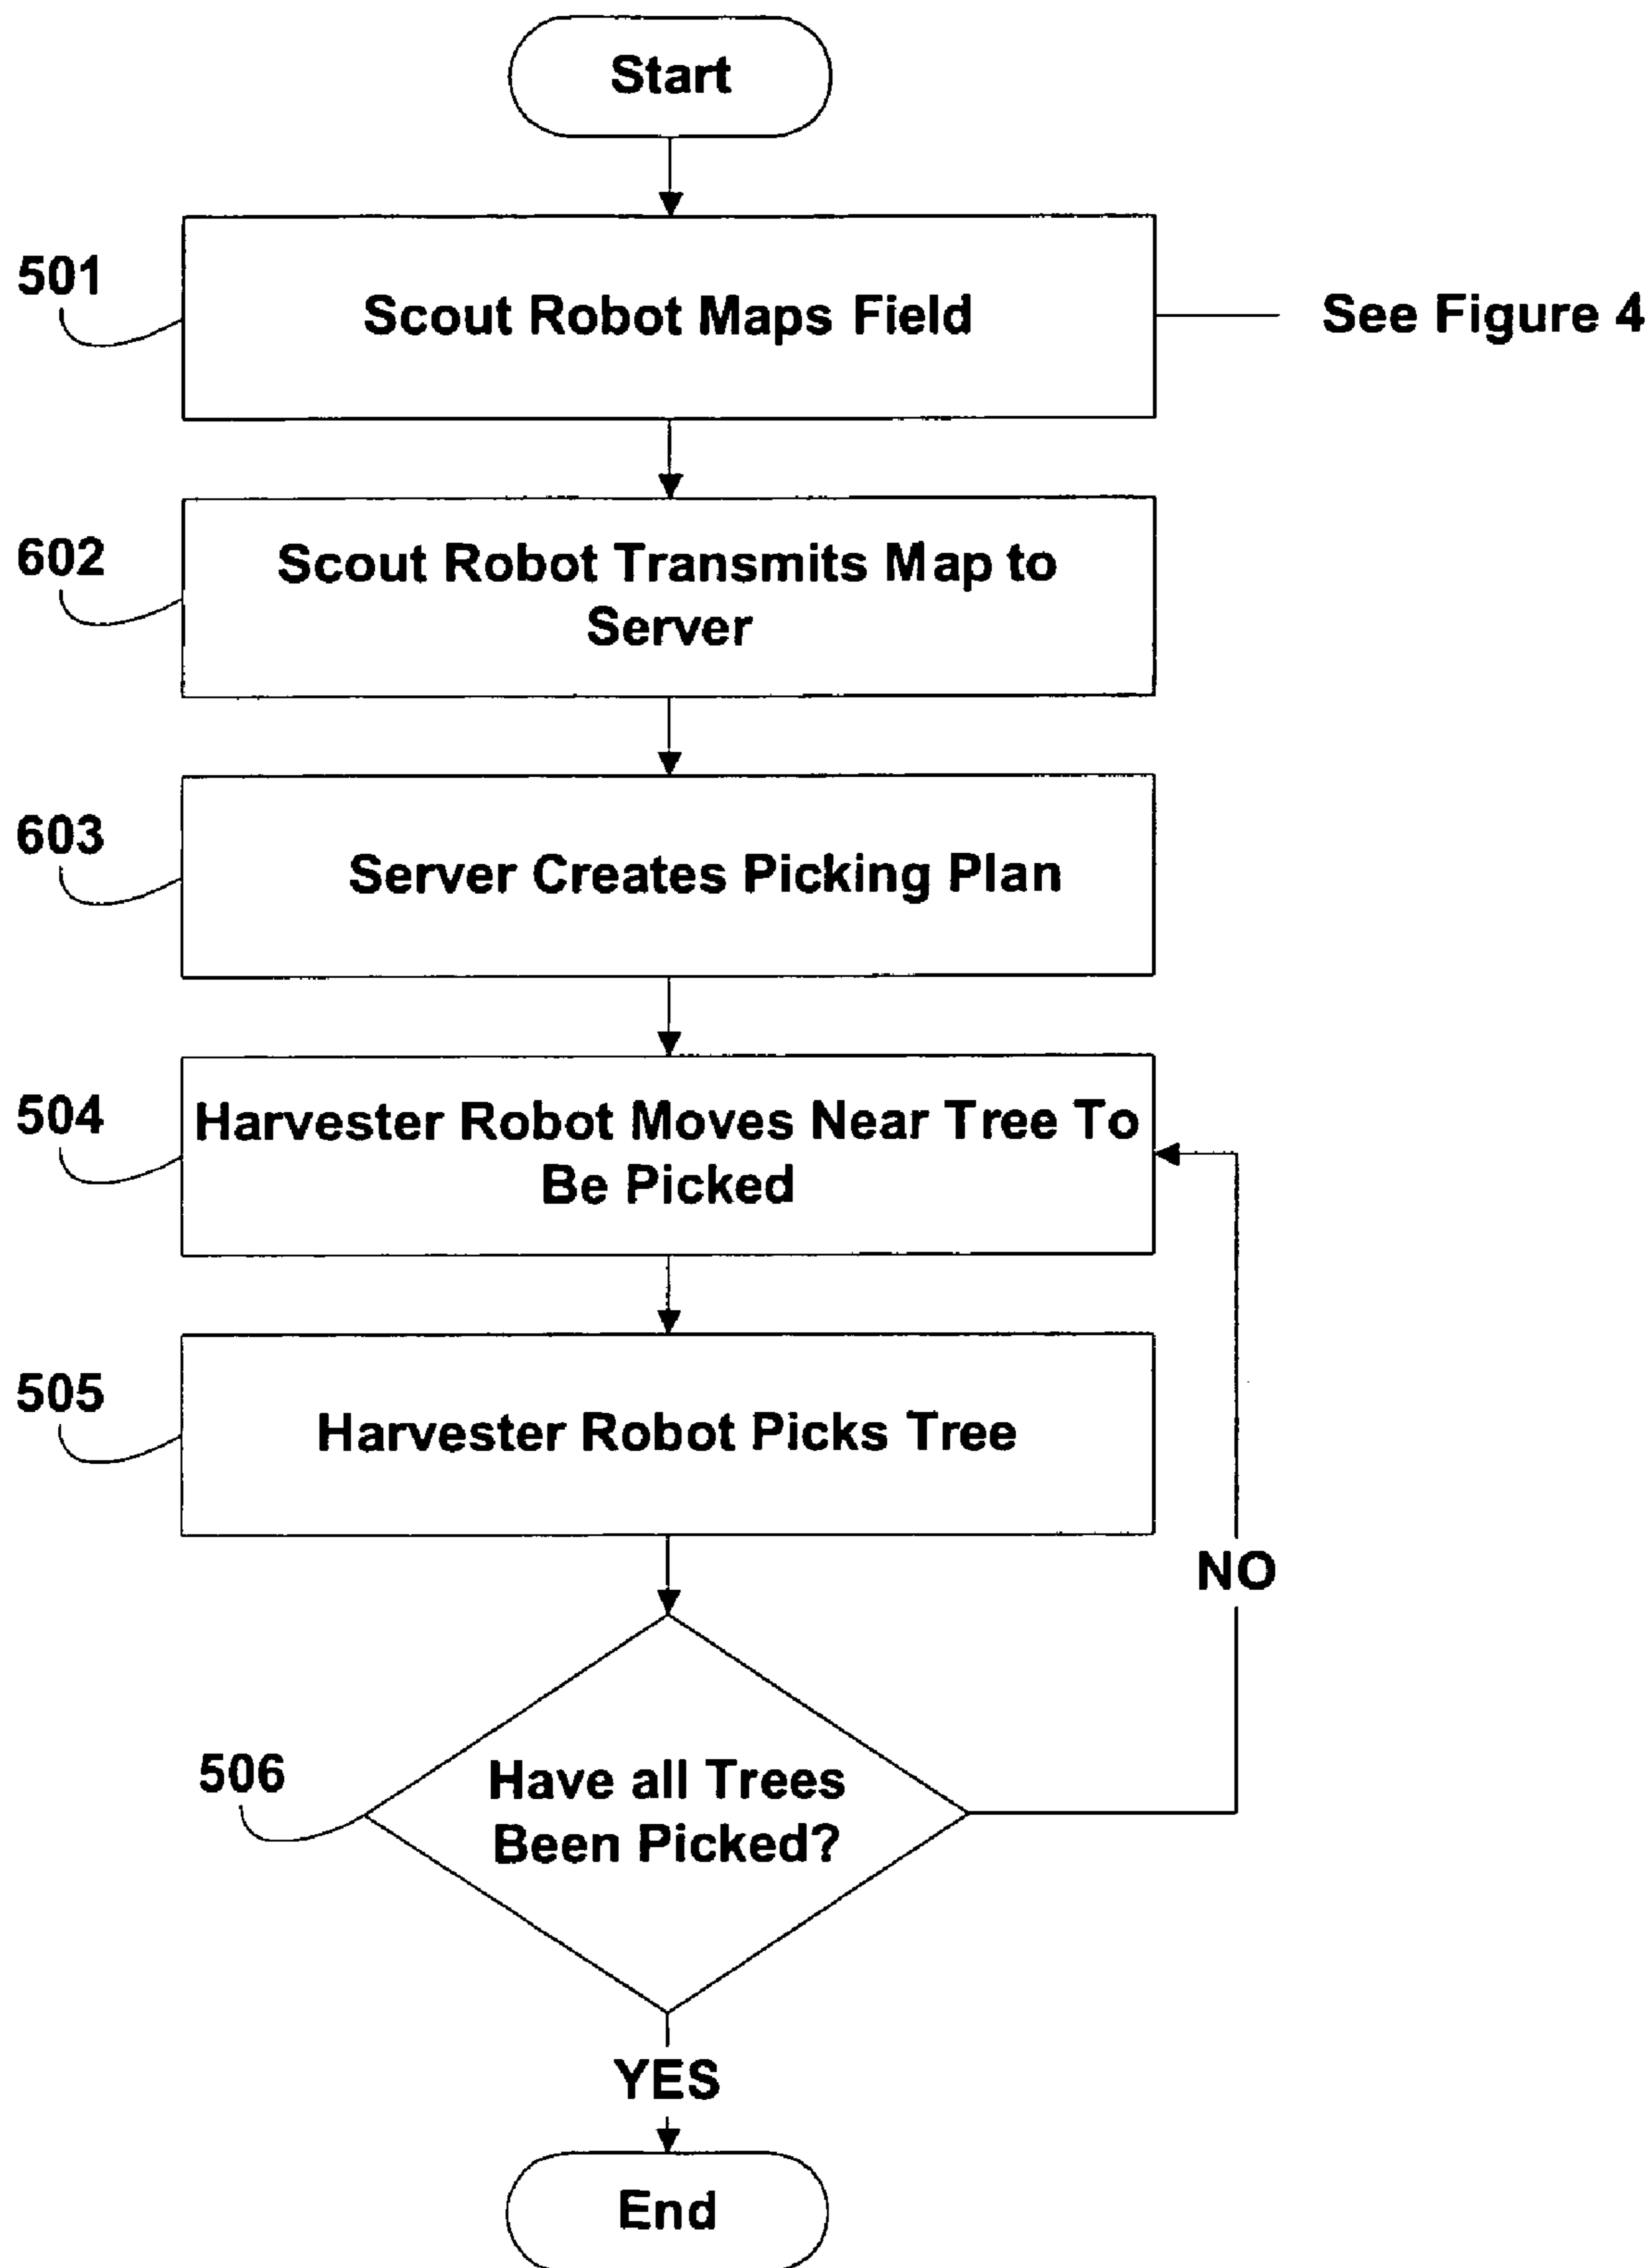 Start
501
Scout Robot Maps Field
See Figure 4
602
Scout Robot Transmits Map to
Server
603
Server Creates Picking Plan
504
Harvester Robot Moves Near Tree To
Be Picked
505
Harvester Robot Picks Tree
NO
506
Have all Trees
Been Picked?
YES
End